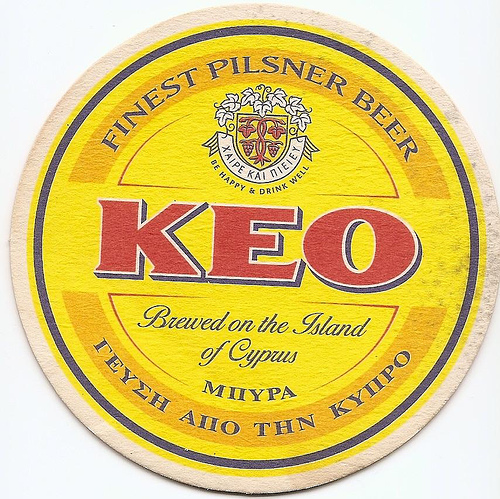 FINEST PILSNER BEER
ΧΑΙΡΕ ΚΑΙ ΠΙΕΙΕΥ
BE HAPPY & DRINK WELL
KEO
Brewed on the Island
of Cyprus
ΜΠΥΡΑ
ΓΕΥΣΗ ΑΠΟ ΤΗΝ ΚΥΠΡΟ